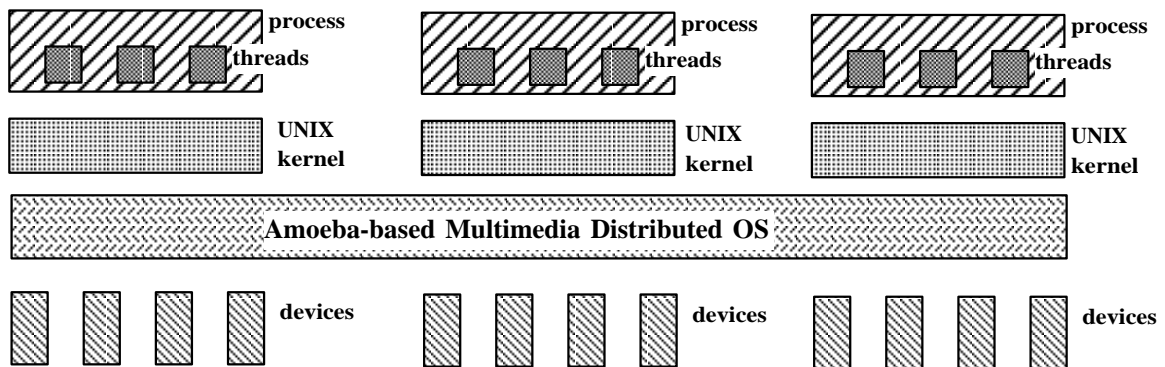 process
threads
process
threads
process
threads
UNIX
kernel
UNIX
kernel
UNIX
kernel
Amoeba-based Multimedia Distributed OS
devices
devices
devices